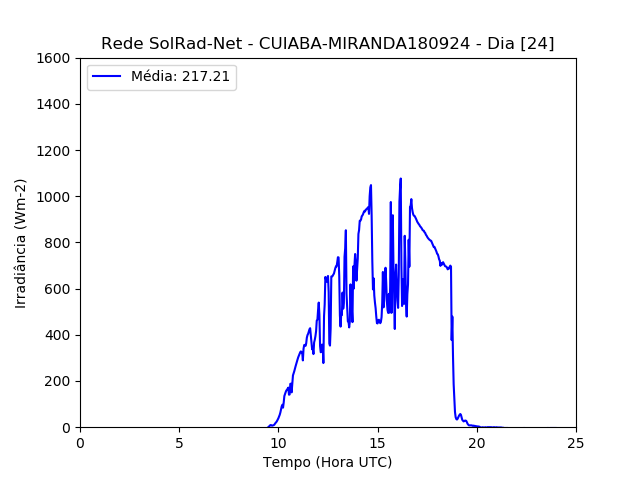 Rede SolRad-Net - CUIABA-MIRANDA180924 - Dia [24]
Média: 217.21
1600
1400
1200
1000
800
600
400
200
0
Irradiância (Wm-2)
0 5 10 15 20 25
Tempo (Hora UTC)